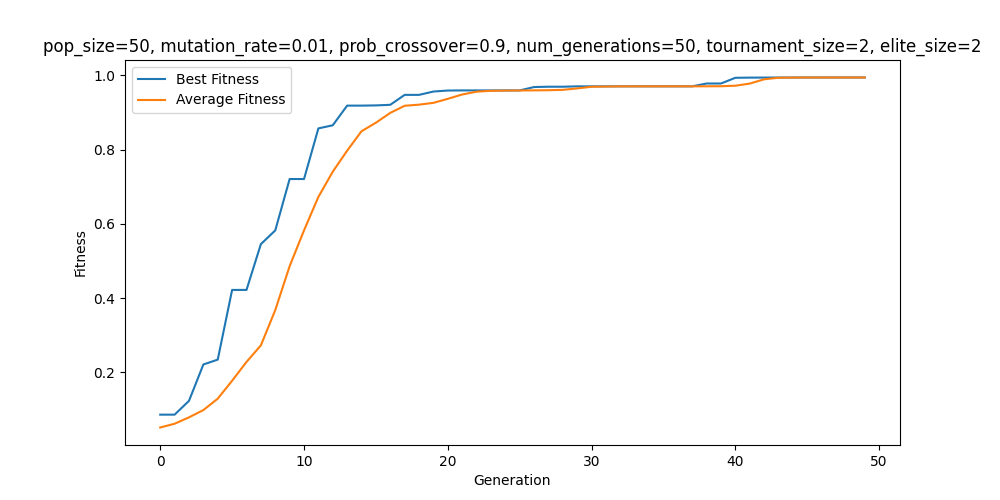 pop_size=50, mutation_rate=0.01, prob_crossover=0.9, num_generations=50, tournament_size=2, elite_size=2
Best Fitness
Average Fitness
1.0
0.8
0.6
0.4
0.2
Fitness
0 10 20 30 40 50
Generation